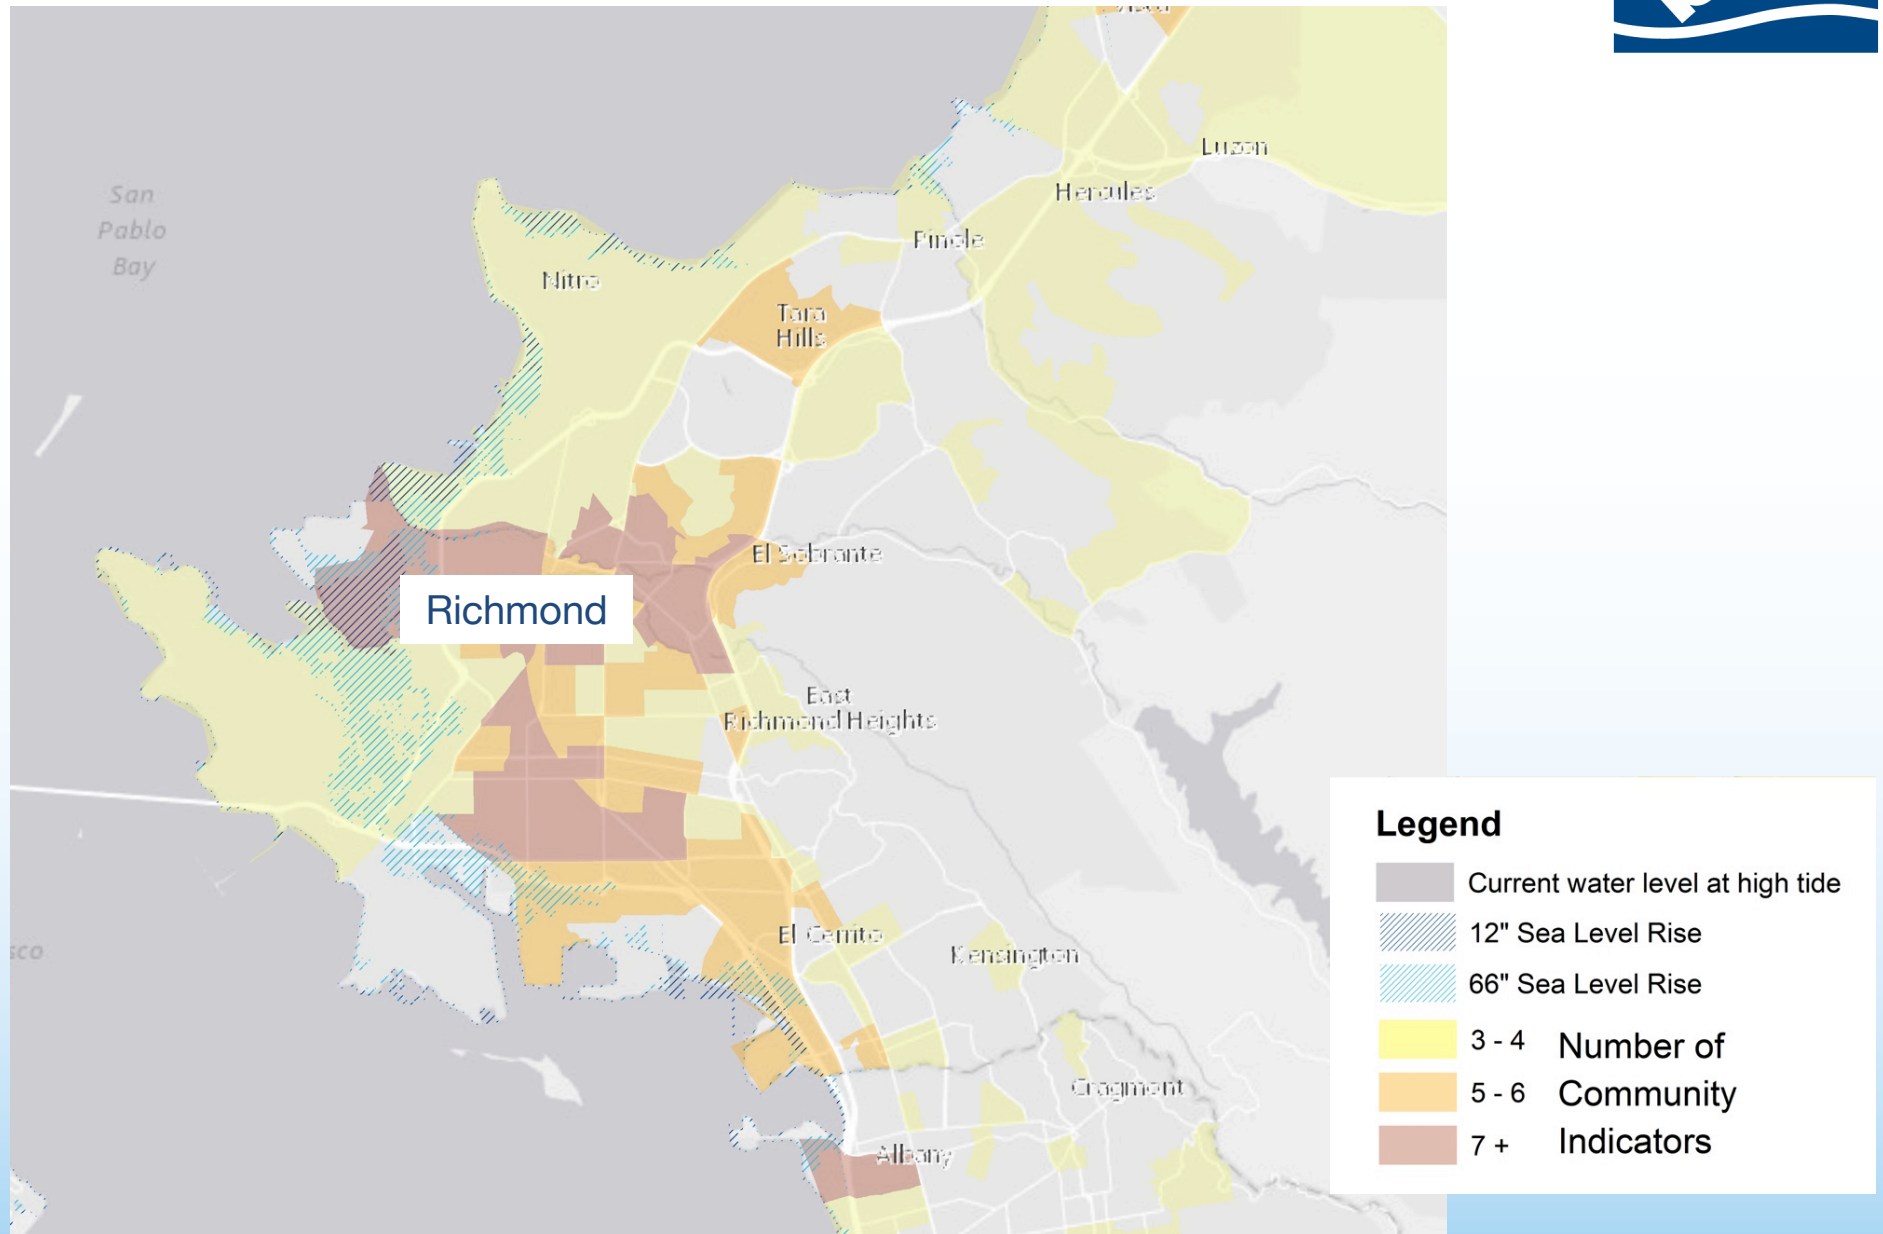 San
Pablo
Bay
Luzon
Hercules
Pinole
Nitro
Tara
Hills
El Sobrante
Richmond
East
Richmond Heights
El Cerrito
Kensington
Cragmont
Albany
Legend
Current water level at high tide
12" Sea Level Rise
66" Sea Level Rise
3 - 4
5 - 6
7 +
Number of
Community
Indicators